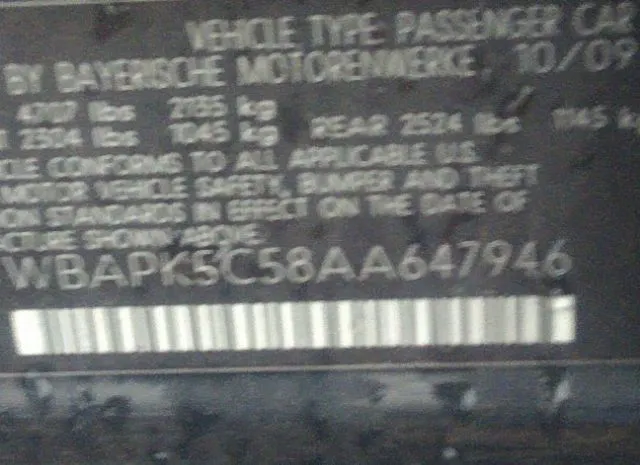 VEHICLE TYPE: PASSENGER CAR
BY BAYERISCHE MOTORENWERKE, 10/09
4707 lbs 2135 kg
2304 lbs 1045 kg REAR 2524 lbs 1145 kg
CLE CONFORMS TO ALL APPLICABLE U.S.
MOTOR VEHICLE SAFETY, BUMPER AND THEFT
ON STANDARDS IN EFFECT ON THE DATE OF
CTURE SHOWN ABOVE.
WBAPK5C58AA647946